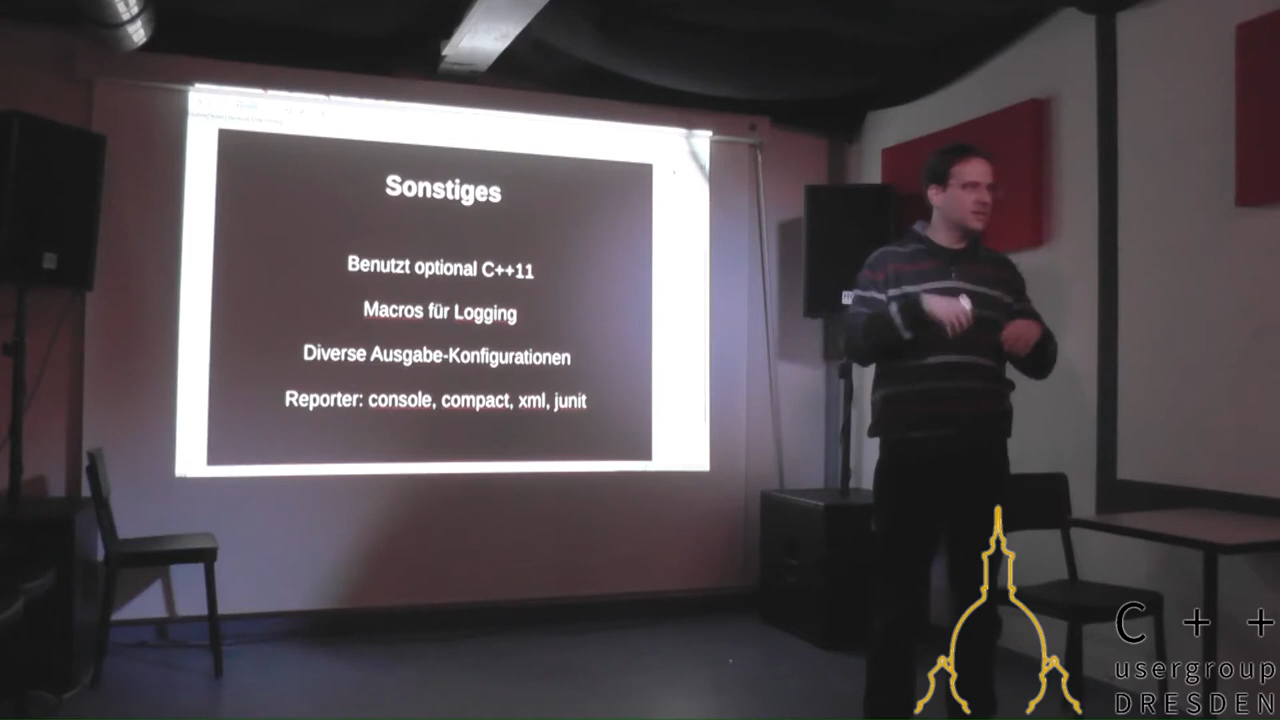 Sonstiges
Benutzt optional C++11
Macros für Logging
Diverse Ausgabe-Konfigurationen
Reporter: console, compact, xml, junit
C + +
usergroup
DRESDEN